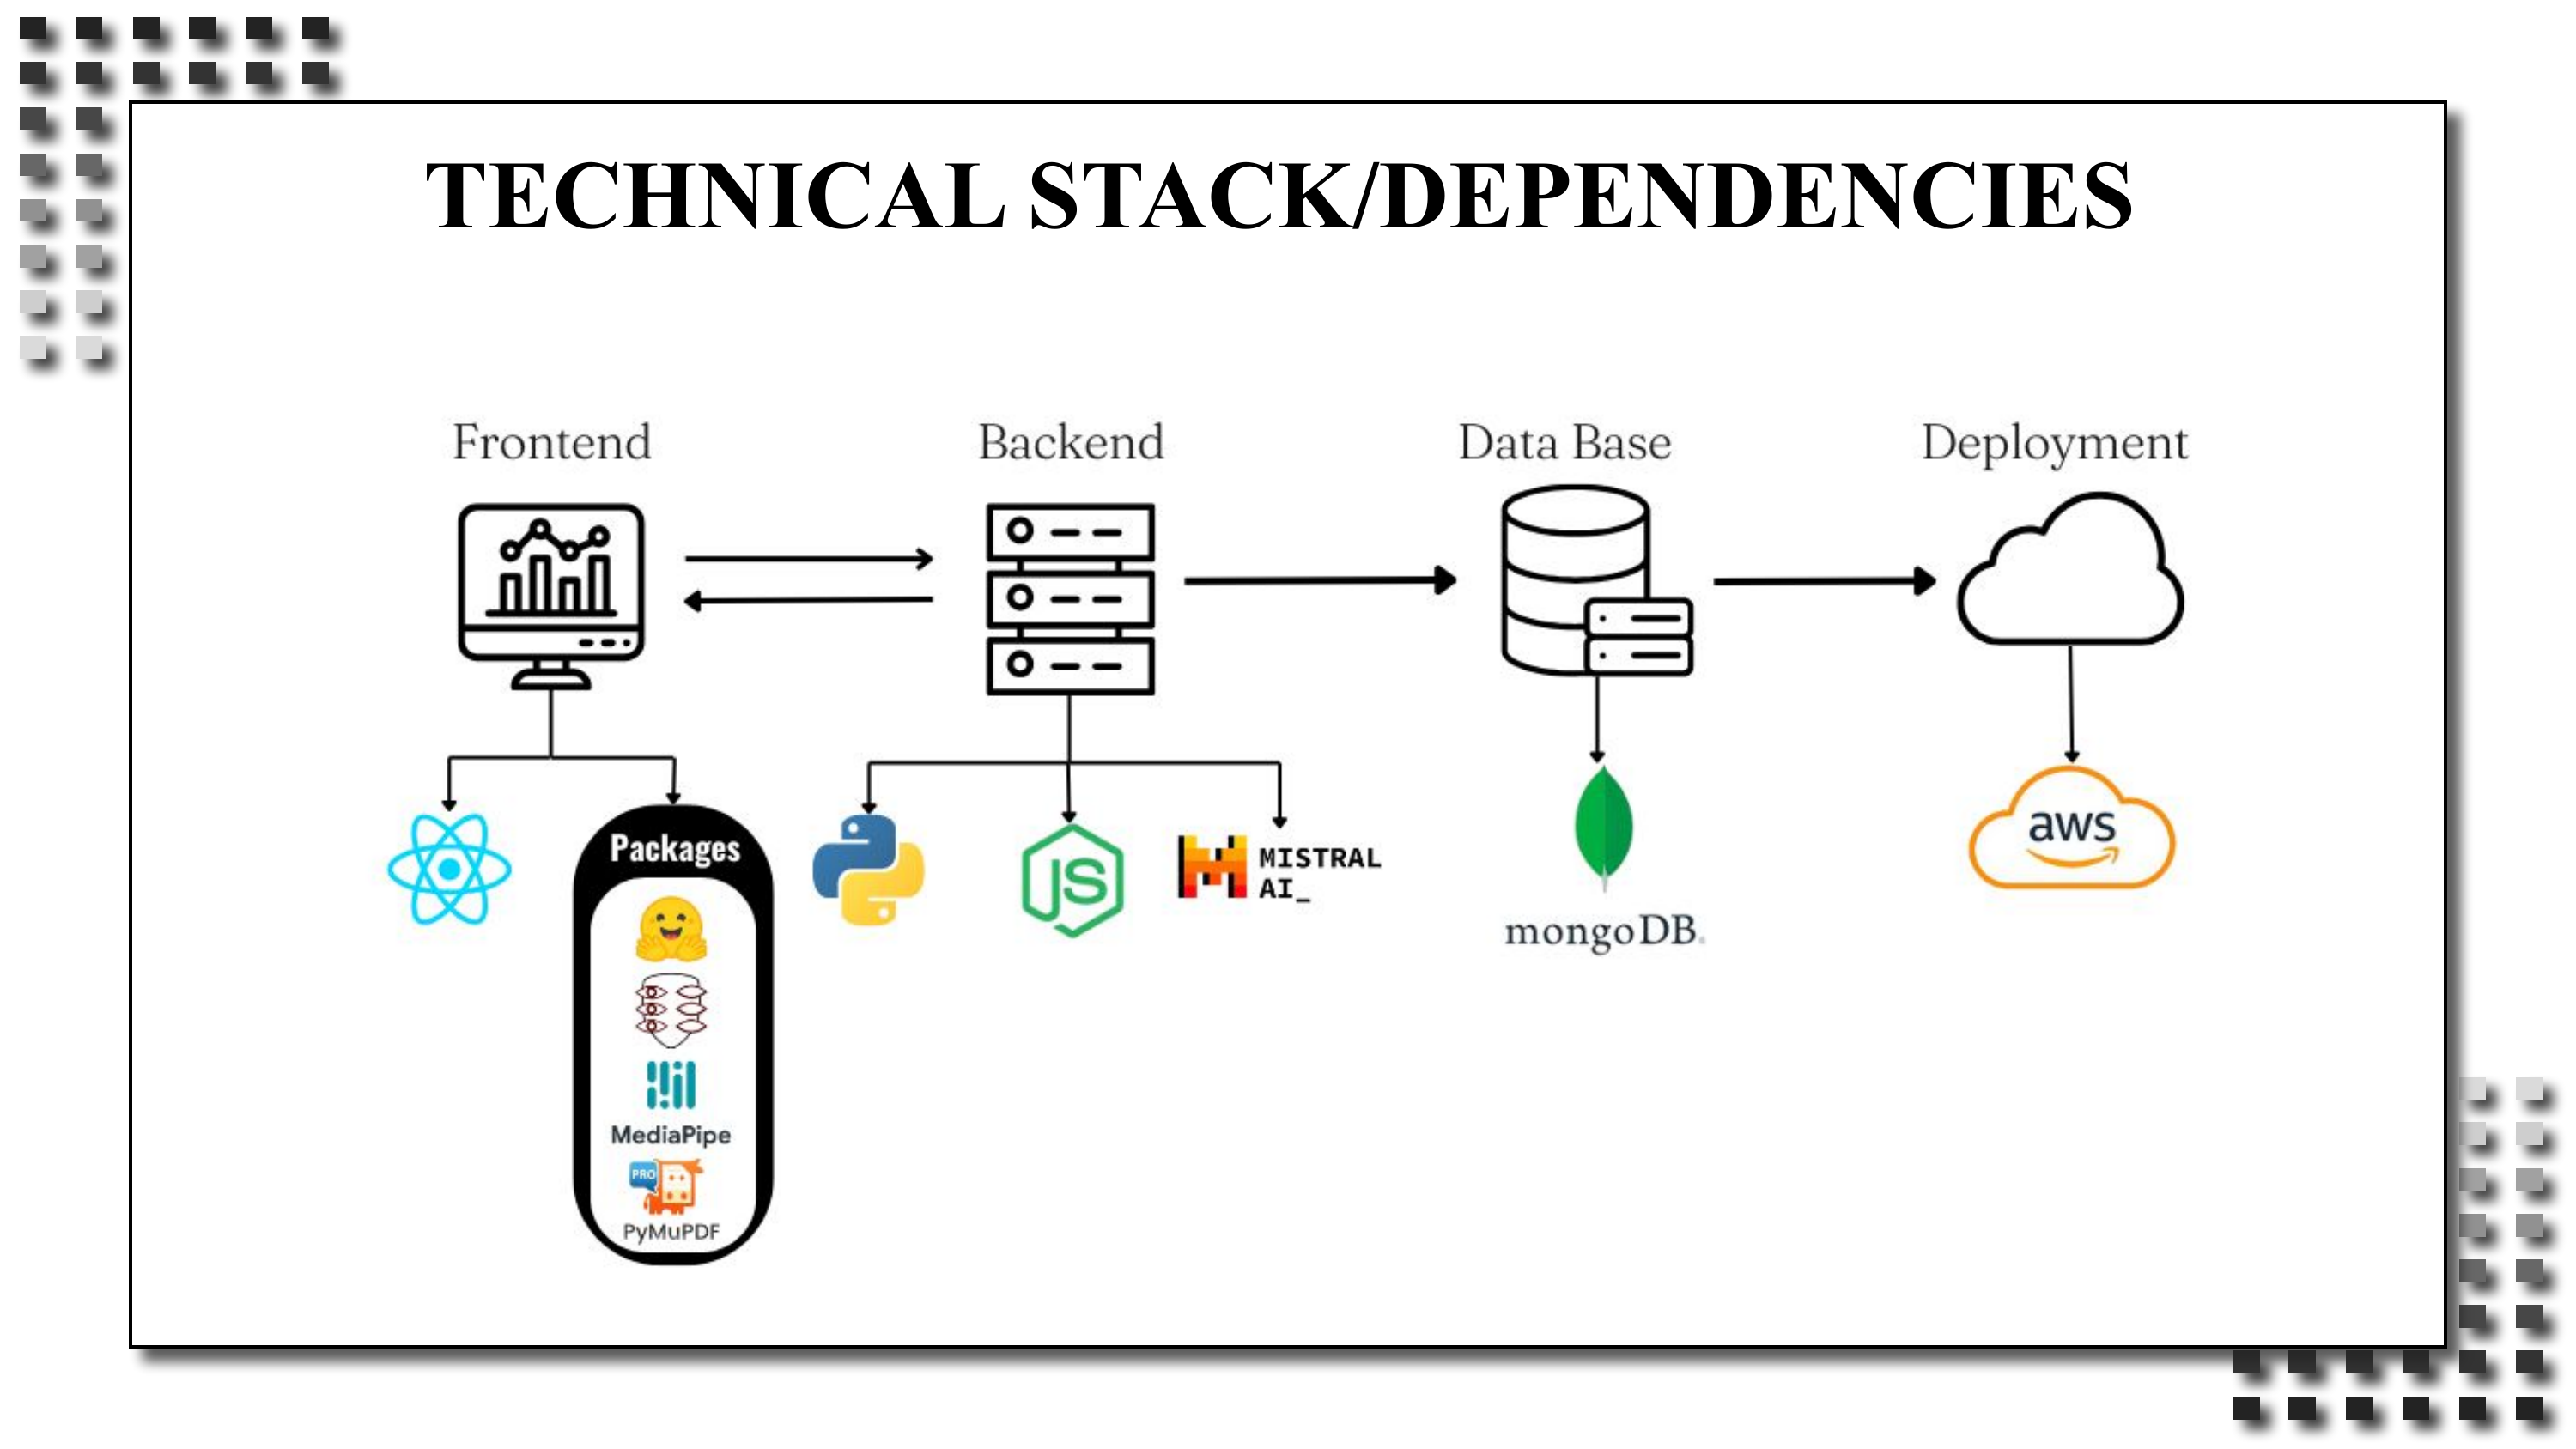 TECHNICAL STACK/DEPENDENCIES
Frontend
Backend
Data Base
Deployment
Packages
MediaPipe
PRO
PyMuPDF
JS
MISTRAL
AI_
mongoDB.
aws